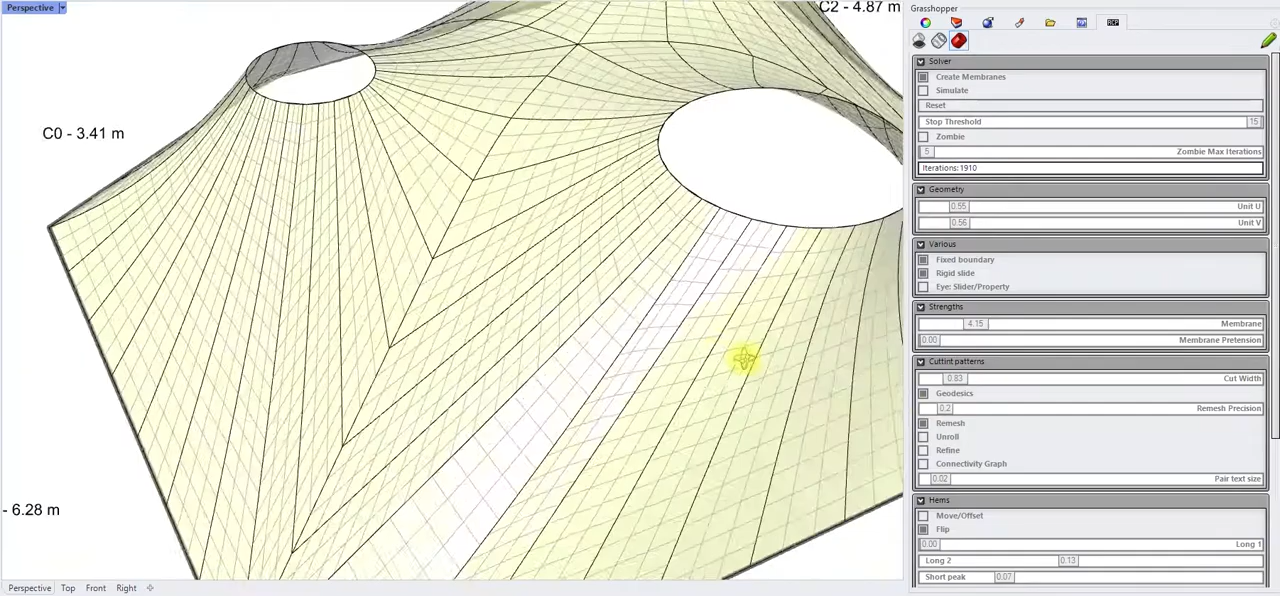 Perspective
C2 - 4.87 m
C0 - 3.41 m
- 6.28 m
Perspective Top Front Right
Grasshopper
Solver
Create Membranes
Simulate
Reset
Stop Threshold 15
Zombie
5 Zombie Max Iterations
Iterations:1910
Geometry
0.55 Unit U
0.56 Unit V
Various
Fixed boundary
Rigid slide
Eye: Slider/Property
Strengths
4.15 Membrane
0.00 Membrane Pretension
Cuttint patterns
0.83 Cut Width
Geodesics
0.2 Remesh Precision
Remesh
Unroll
Refine
Connectivity Graph
0.02 Pair text size
Hems
Move/Offset
Flip
0.00 Long 1
Long 2 0.13
Short peak 0.07